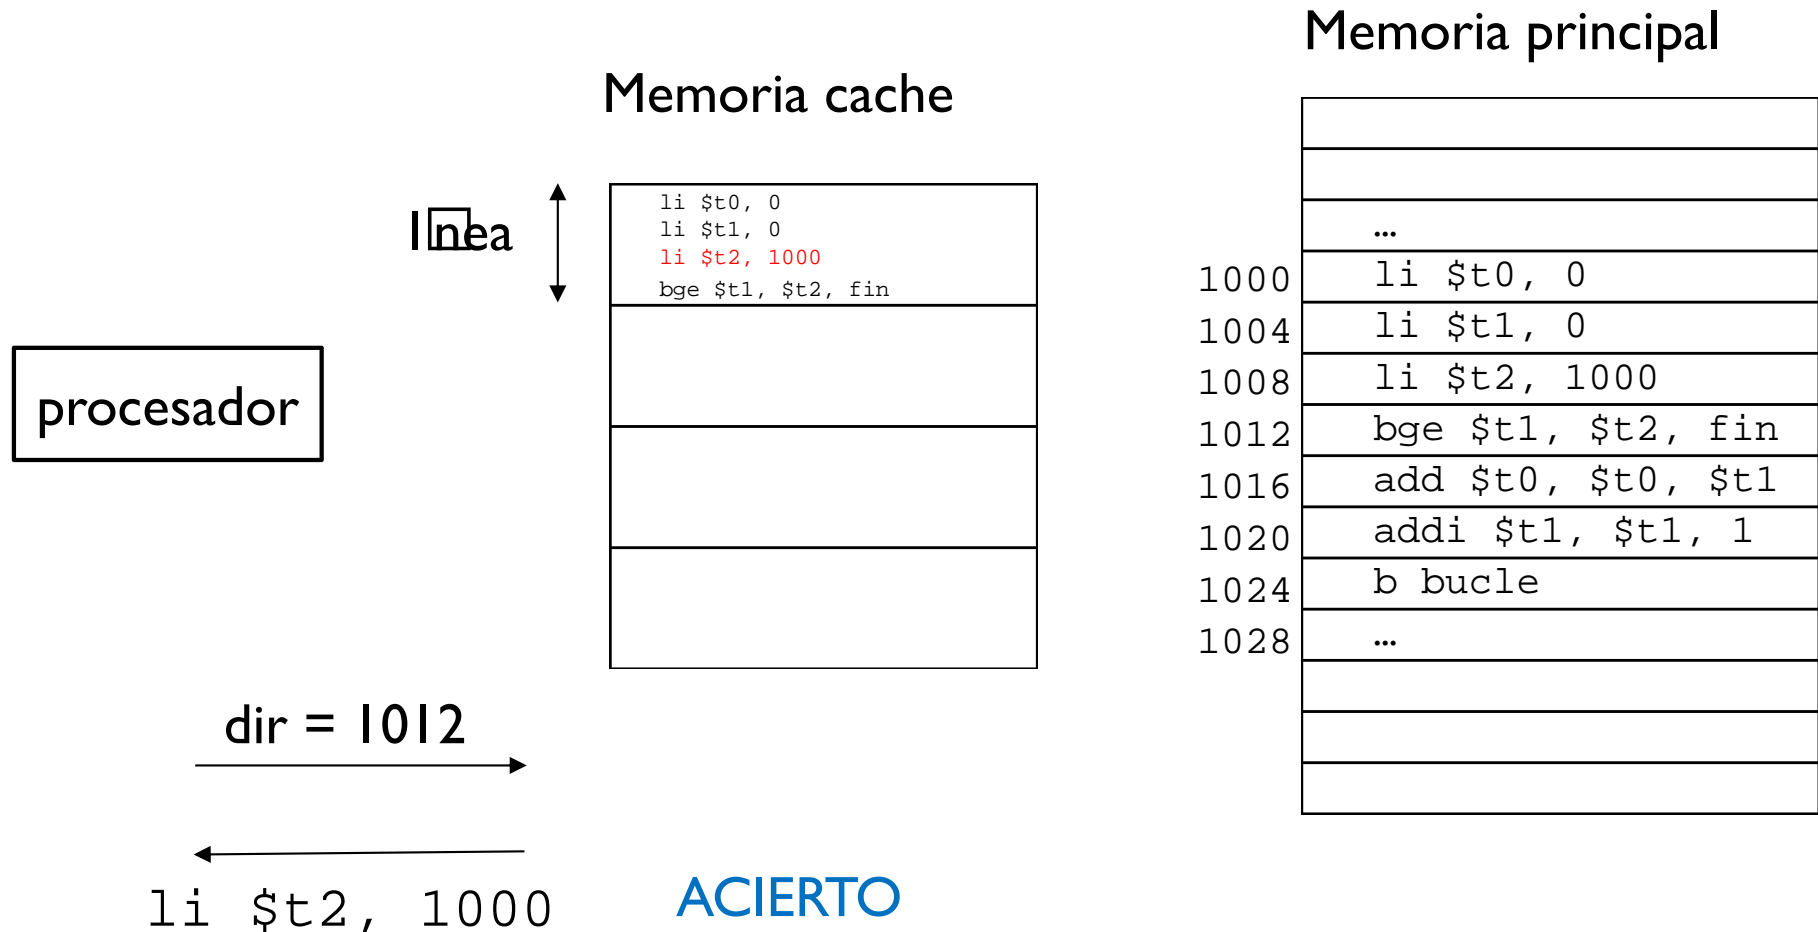 Memoria principal
Memoria cache
línea
li $t0, 0
li $t1, 0
li $t2, 1000
bge $t1, $t2, fin
procesador
…
1000 li $t0, 0
1004 li $t1, 0
1008 li $t2, 1000
1012 bge $t1, $t2, fin
1016 add $t0, $t0, $t1
1020 addi $t1, $t1, 1
1024 b bucle
1028 …
dir = 1012
li $t2, 1000
ACIERTO